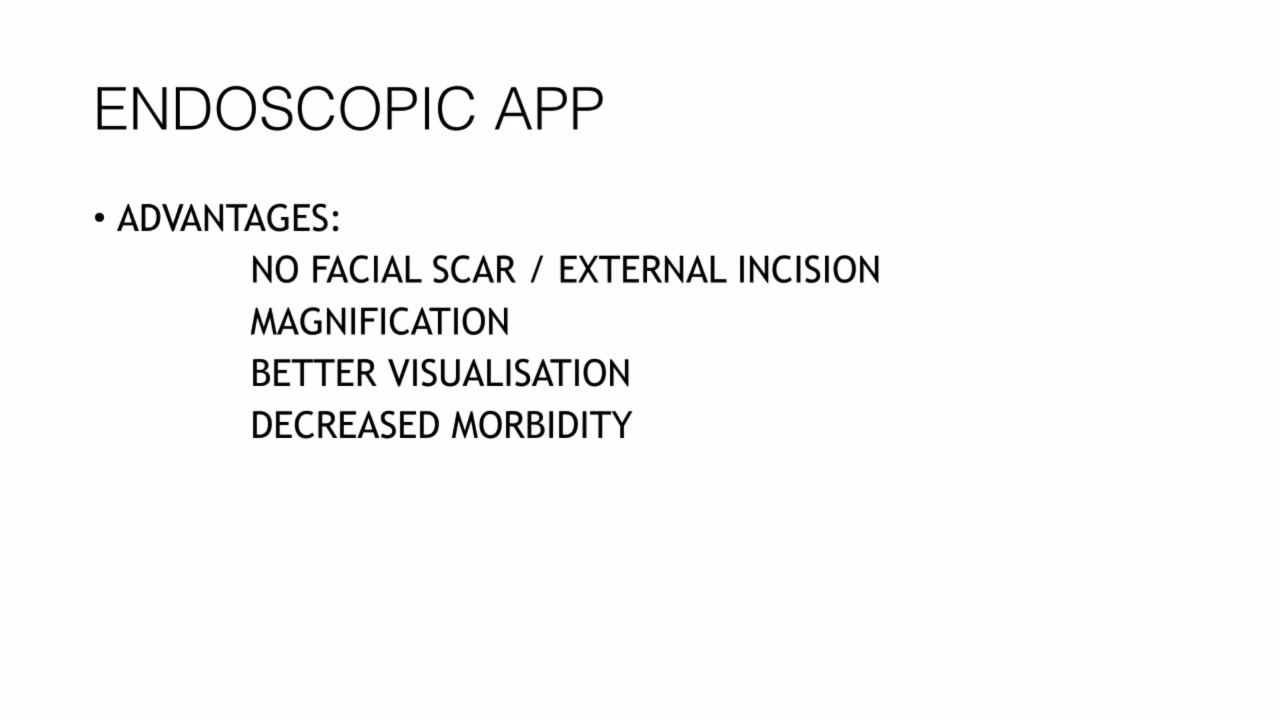 ENDOSCOPIC APP
• ADVANTAGES:
NO FACIAL SCAR / EXTERNAL INCISION
MAGNIFICATION
BETTER VISUALISATION
DECREASED MORBIDITY